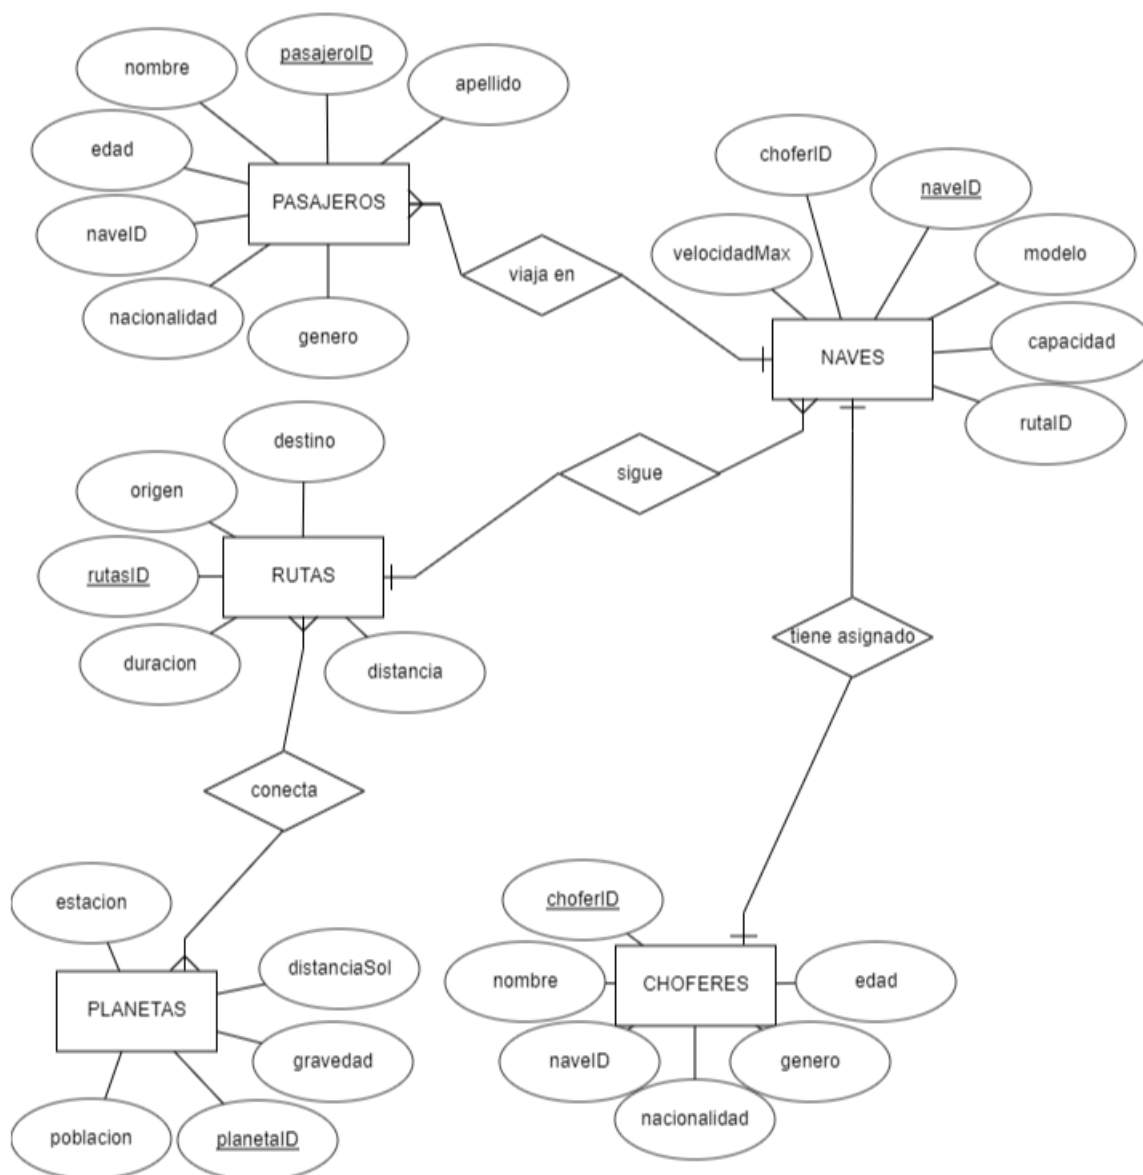 pasajeroID
nombre
apellido
edad
PASAJEROS
naveID
nacionalidad
genero
viaja en
choferID
naveID
velocidadMax
modelo
NAVES
capacidad
rutaID
destino
origen
sigue
rutasID
RUTAS
duracion
distancia
tiene asignado
conecta
estacion
distanciaSol
PLANETAS
gravedad
poblacion
planetaID
choferID
nombre
CHOFERES
edad
naveID
genero
nacionalidad